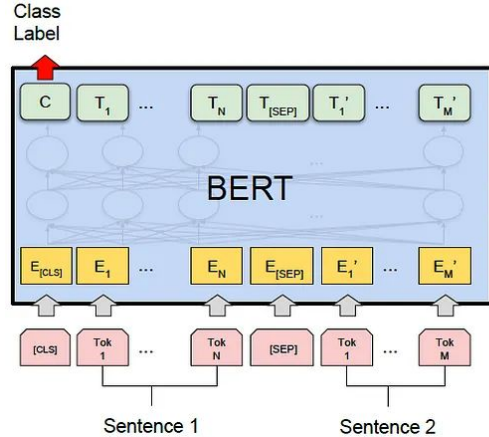 Class
Label
C T1 ... TN T[SEP] T1' ... TM'
...
BERT
...
E[CLS] E1 ... EN E[SEP] E1' ... EM'
[CLS] Tok 1 ... Tok N [SEP] Tok 1 ... Tok M
Sentence 1 Sentence 2